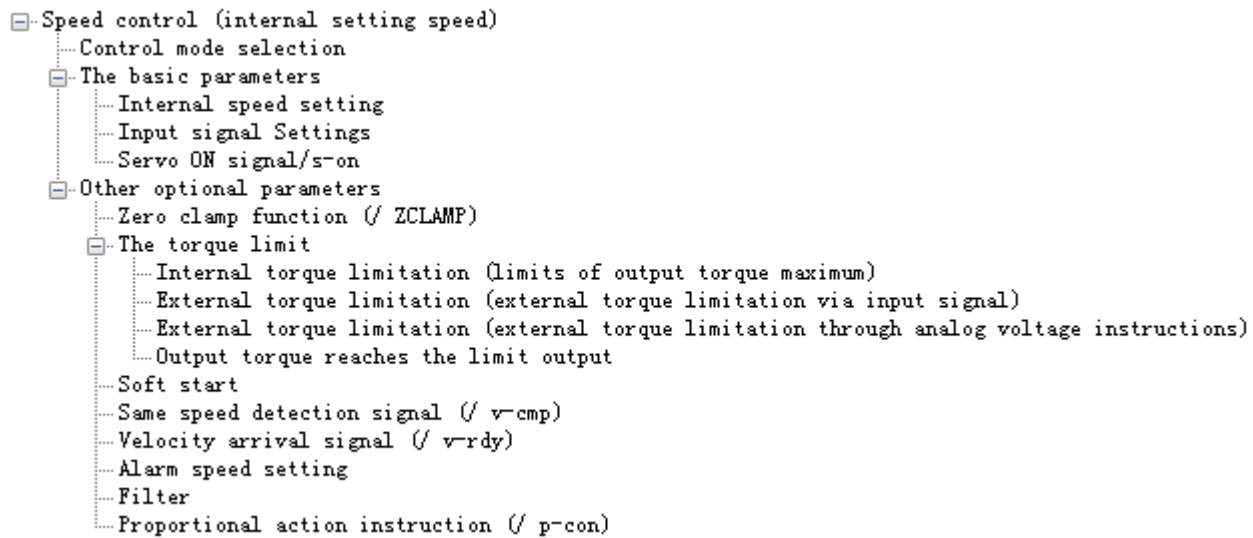 Speed control (internal setting speed)
Control mode selection
The basic parameters
Internal speed setting
Input signal Settings
Servo ON signal/s-on
Other optional parameters
Zero clamp function (/ ZCLAMP)
The torque limit
Internal torque limitation (limits of output torque maximum)
External torque limitation (external torque limitation via input signal)
External torque limitation (external torque limitation through analog voltage instructions)
Output torque reaches the limit output
Soft start
Same speed detection signal (/ v-cmp)
Velocity arrival signal (/ v-rdy)
Alarm speed setting
Filter
Proportional action instruction (/ p-con)